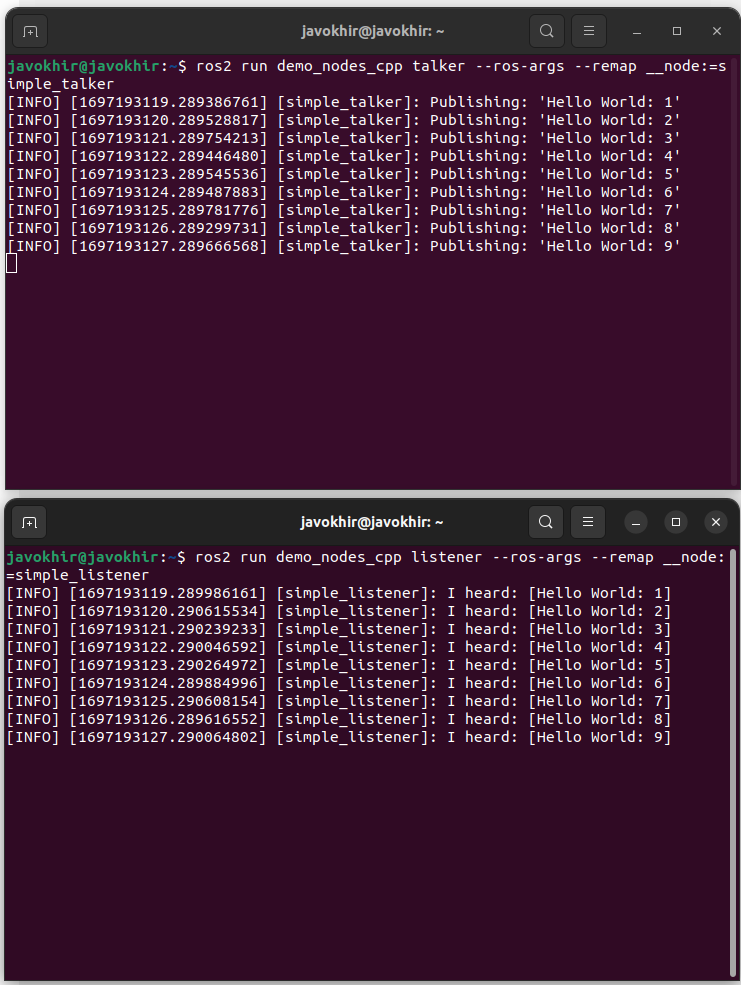 javokhir@javokhir: ~
javokhir@javokhir:~$ ros2 run demo_nodes_cpp talker --ros-args --remap __node:=s
imple_talker
[INFO] [1697193119.289386761] [simple_talker]: Publishing: 'Hello World: 1'
[INFO] [1697193120.289528817] [simple_talker]: Publishing: 'Hello World: 2'
[INFO] [1697193121.289754213] [simple_talker]: Publishing: 'Hello World: 3'
[INFO] [1697193122.289446480] [simple_talker]: Publishing: 'Hello World: 4'
[INFO] [1697193123.289545536] [simple_talker]: Publishing: 'Hello World: 5'
[INFO] [1697193124.289487883] [simple_talker]: Publishing: 'Hello World: 6'
[INFO] [1697193125.289781776] [simple_talker]: Publishing: 'Hello World: 7'
[INFO] [1697193126.289299731] [simple_talker]: Publishing: 'Hello World: 8'
[INFO] [1697193127.289666568] [simple_talker]: Publishing: 'Hello World: 9'
javokhir@javokhir: ~
javokhir@javokhir:~$ ros2 run demo_nodes_cpp listener --ros-args --remap __node:
=simple_listener
[INFO] [1697193119.289986161] [simple_listener]: I heard: [Hello World: 1]
[INFO] [1697193120.290615534] [simple_listener]: I heard: [Hello World: 2]
[INFO] [1697193121.290239233] [simple_listener]: I heard: [Hello World: 3]
[INFO] [1697193122.290046592] [simple_listener]: I heard: [Hello World: 4]
[INFO] [1697193123.290264972] [simple_listener]: I heard: [Hello World: 5]
[INFO] [1697193124.289884996] [simple_listener]: I heard: [Hello World: 6]
[INFO] [1697193125.290608154] [simple_listener]: I heard: [Hello World: 7]
[INFO] [1697193126.289616552] [simple_listener]: I heard: [Hello World: 8]
[INFO] [1697193127.290064802] [simple_listener]: I heard: [Hello World: 9]